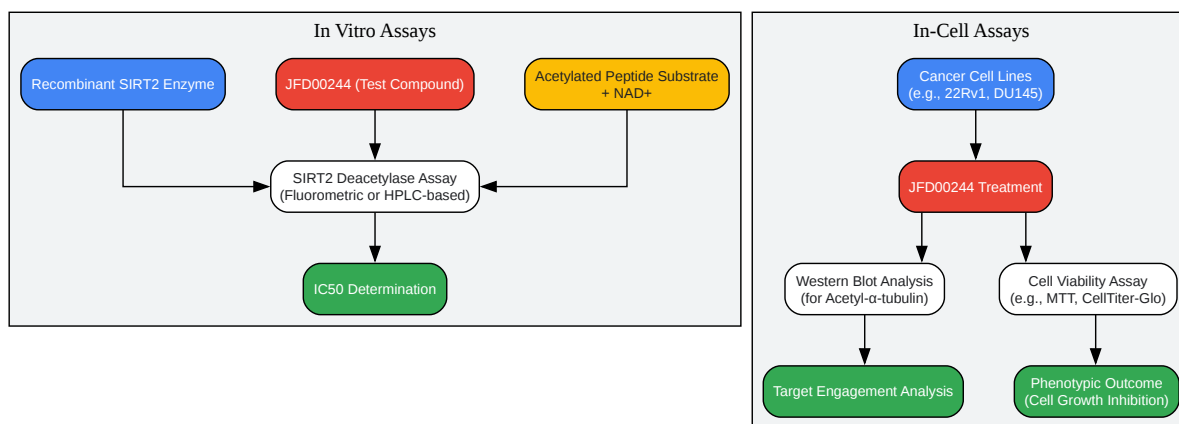 In Vitro Assays
Recombinant SIRT2 Enzyme
JFD00244 (Test Compound)
Acetylated Peptide Substrate
+ NAD+
SIRT2 Deacetylase Assay
(Fluorometric or HPLC-based)
IC50 Determination
In-Cell Assays
Cancer Cell Lines
(e.g., 22Rv1, DU145)
JFD00244 Treatment
Western Blot Analysis
(for Acetyl-α-tubulin)
Cell Viability Assay
(e.g., MTT, CellTiter-Glo)
Target Engagement Analysis
Phenotypic Outcome
(Cell Growth Inhibition)